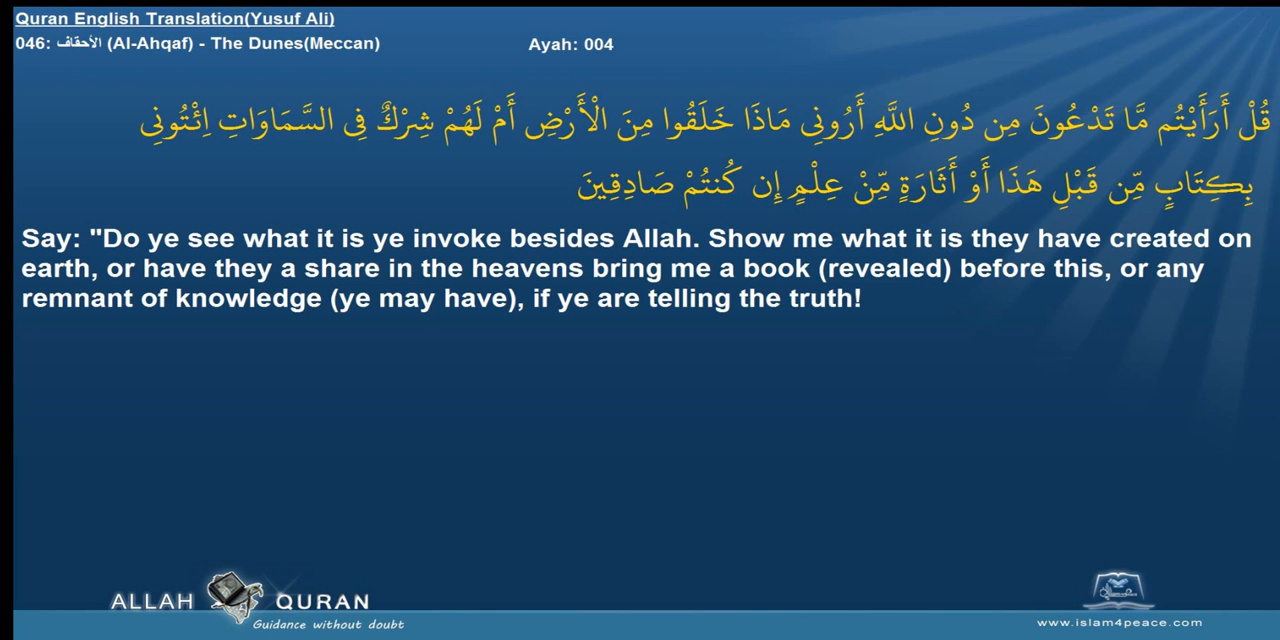 Quran English Translation(Yusuf Ali)
046: الأحقاف (Al-Ahqaf) - The Dunes(Meccan) Ayah: 004
قُلْ أَرَأَيْتُم مَّا تَدْعُونَ مِن دُونِ اللَّهِ أَرُونِي مَاذَا خَلَقُوا مِنَ الْأَرْضِ أَمْ لَهُمْ شِرْكٌ فِي السَّمَاوَاتِ اِئْتُونِي
بِكِتَابٍ مِّن قَبْلِ هَذَا أَوْ أَثَارَةٍ مِّنْ عِلْمٍ إِن كُنتُمْ صَادِقِينَ
Say: "Do ye see what it is ye invoke besides Allah. Show me what it is they have created on
earth, or have they a share in the heavens bring me a book (revealed) before this, or any
remnant of knowledge (ye may have), if ye are telling the truth!
ALLAH QURAN
Guidance without doubt
www.islam4peace.com